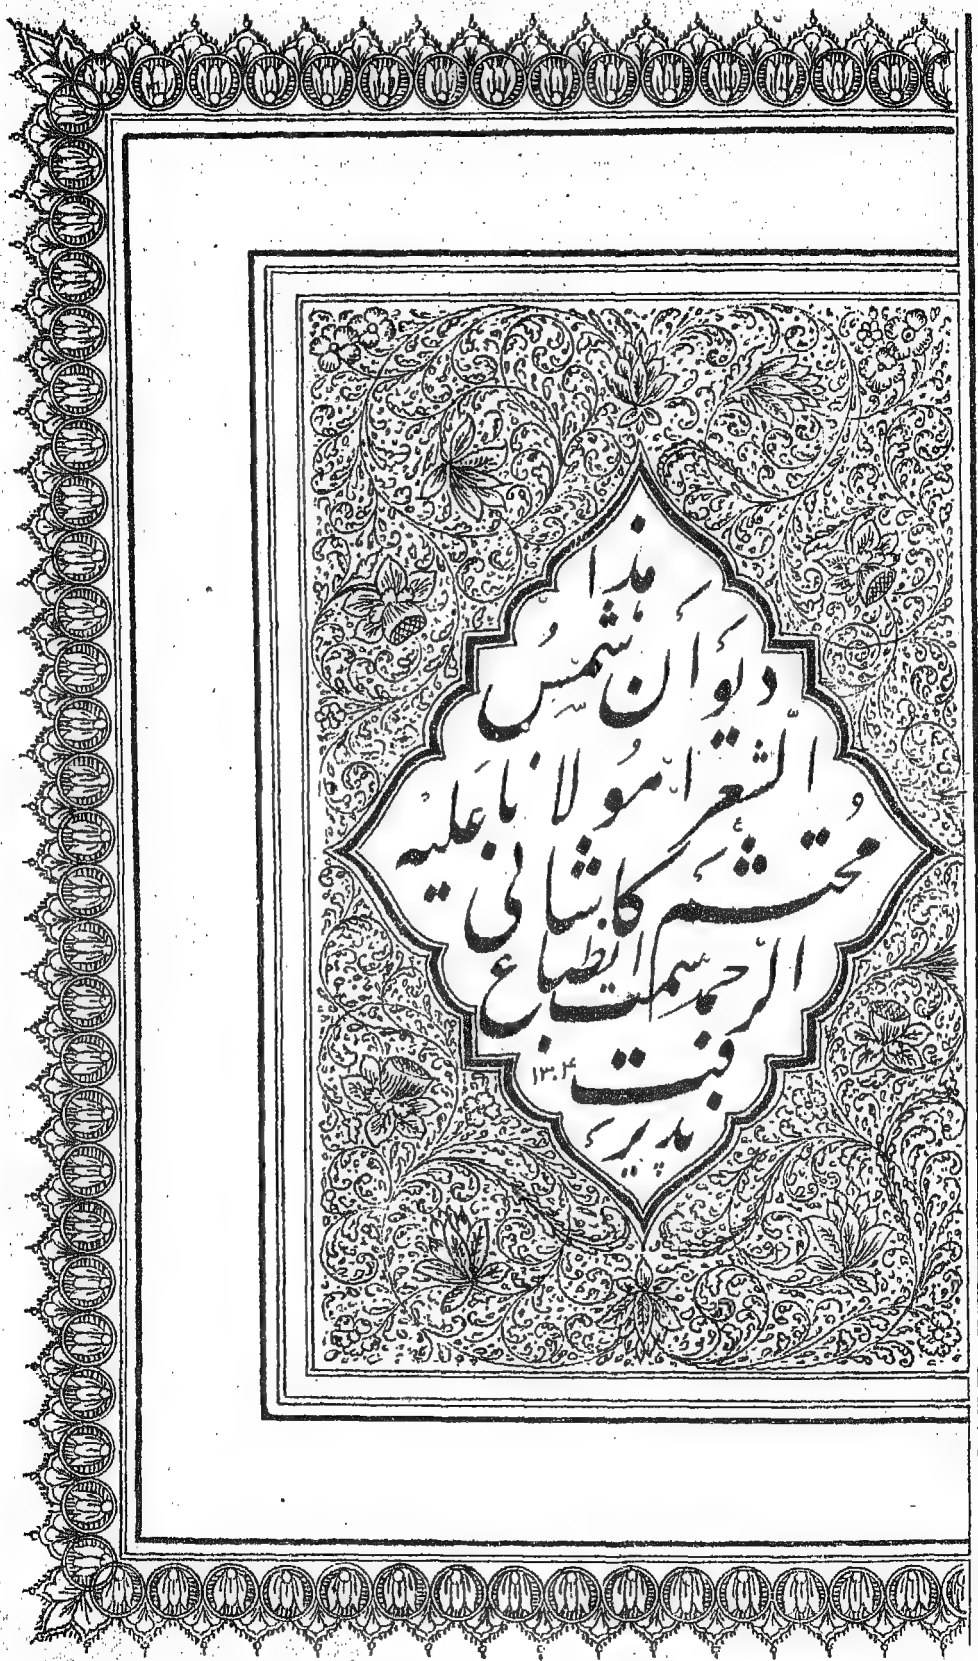 هذا
دیوان شمس
الشعرا مولانا
محتشم کاشانی علیه
الرحمه سمت انطباع
پذیرفت
۱۳۰۴